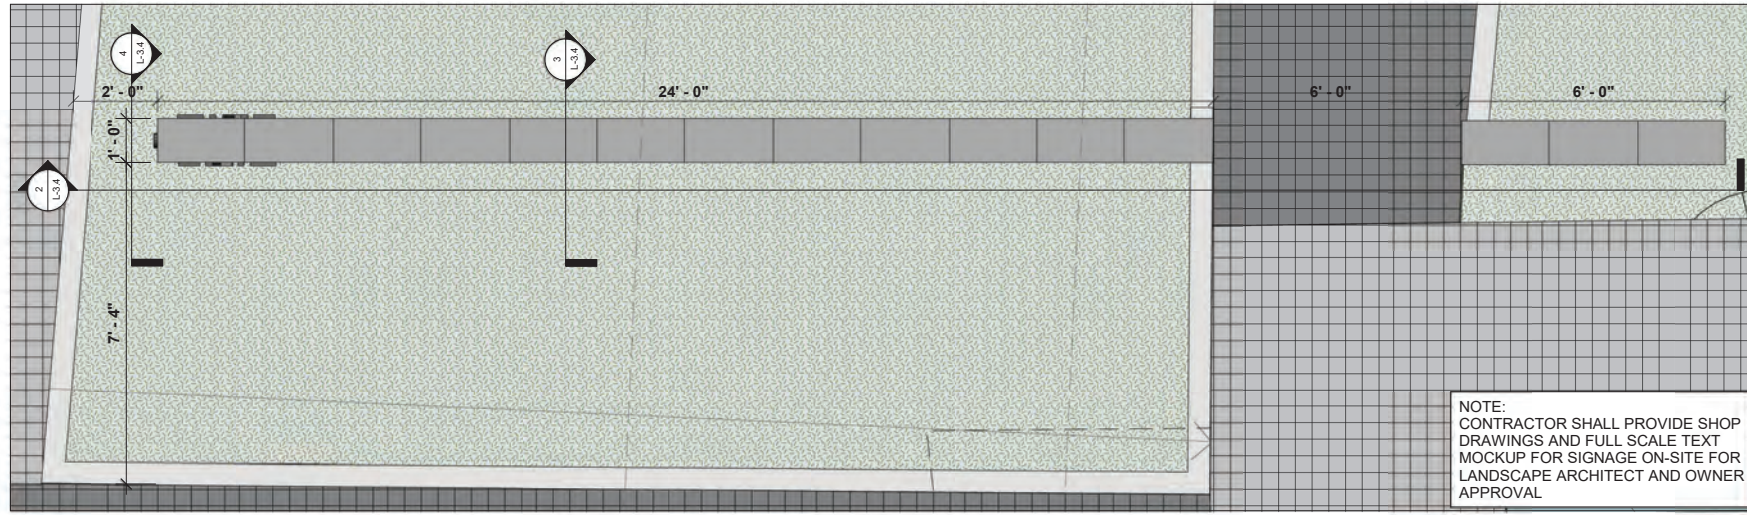 4
L-3.4
3
L-3.4
2' - 0"
24' - 0"
6' - 0"
6' - 0"
1' - 0"
2
L-3.4
7' - 4"
NOTE:
CONTRACTOR SHALL PROVIDE SHOP
DRAWINGS AND FULL SCALE TEXT
MOCKUP FOR SIGNAGE ON-SITE FOR
LANDSCAPE ARCHITECT AND OWNER
APPROVAL